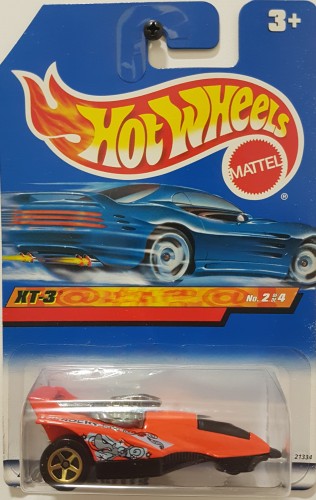 3+
HOT WHEELS
MATTEL
®
XT-3
No. 2 OF 4
21334